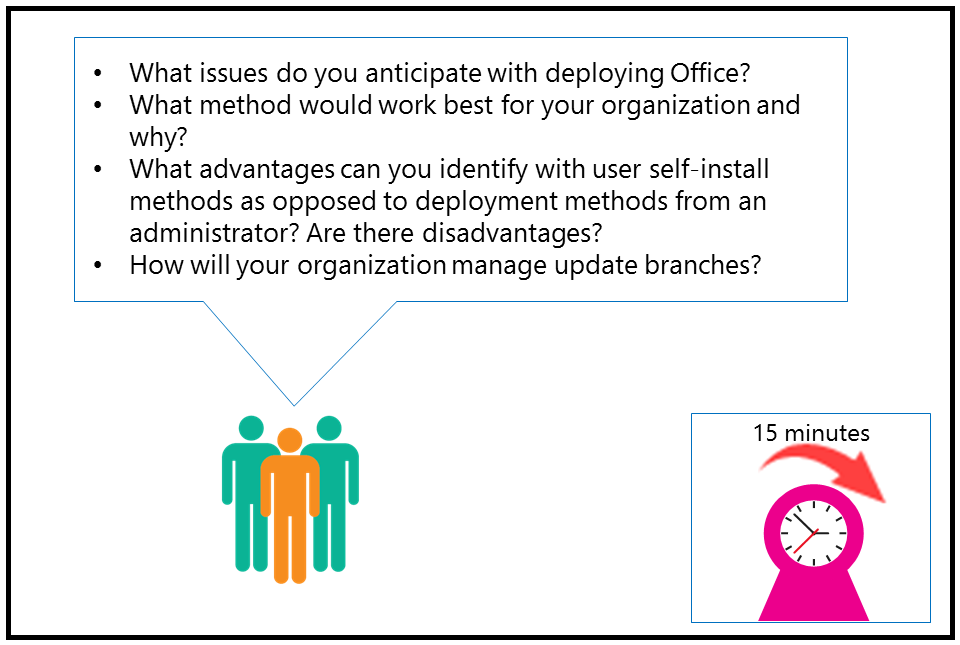 • What issues do you anticipate with deploying Office?
• What method would work best for your organization and
why?
• What advantages can you identify with user self-install
methods as opposed to deployment methods from an
administrator? Are there disadvantages?
• How will your organization manage update branches?
15 minutes